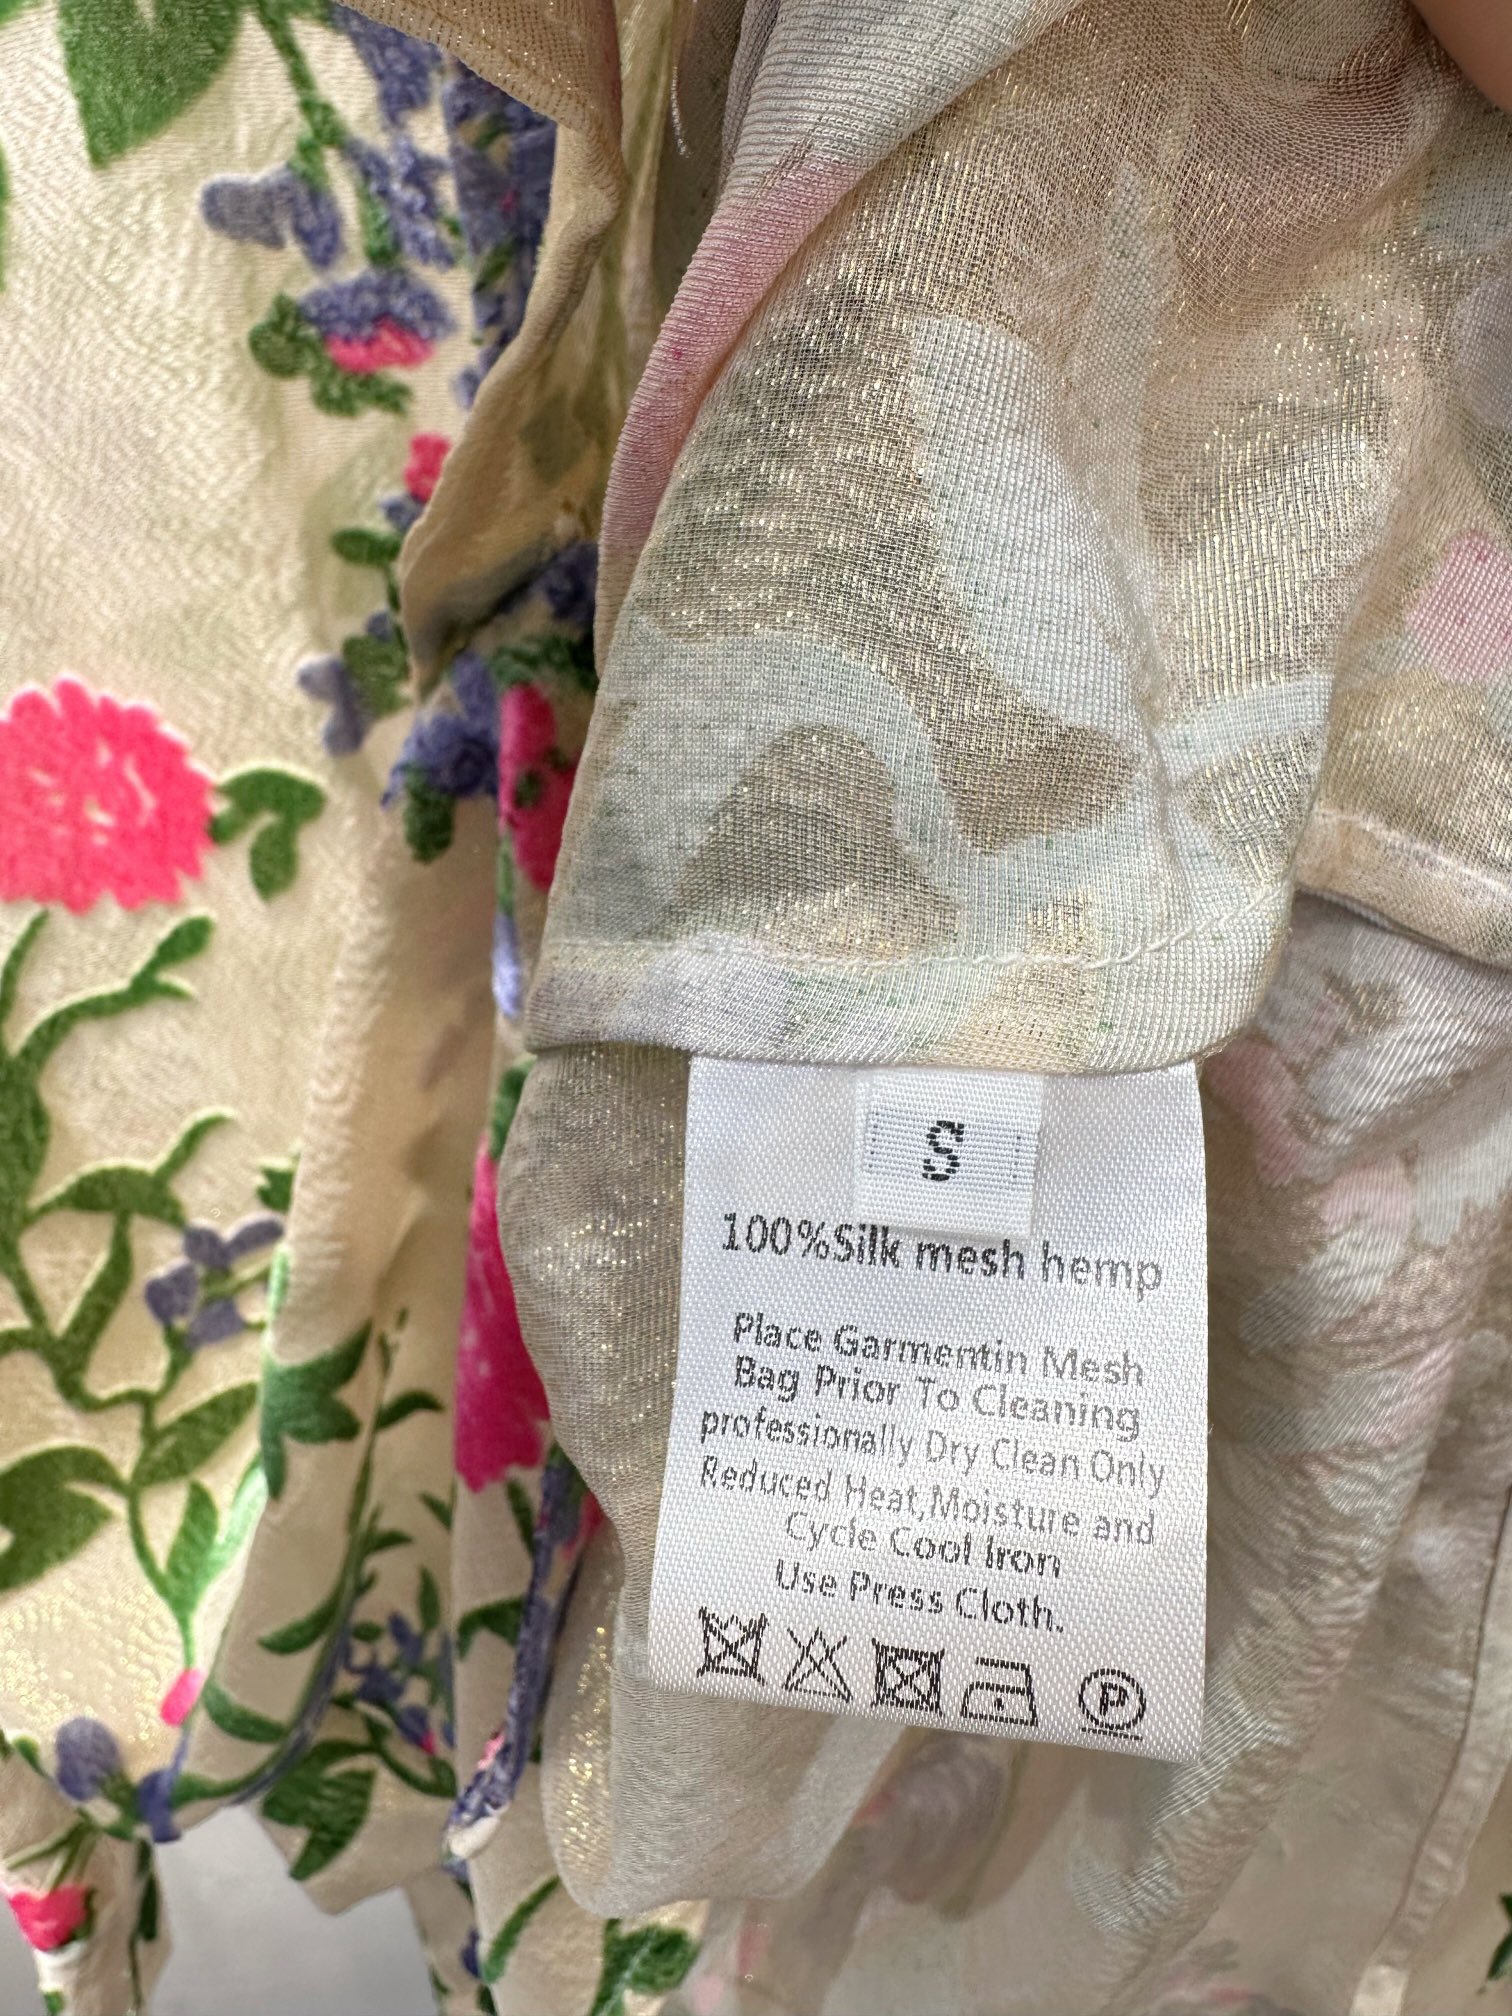 S
100%Silk mesh hemp
Place Garmentin Mesh
Bag Prior To Cleaning
professionally Dry Clean Only
Reduced Heat,Moisture and
Cycle Cool Iron
Use Press Cloth.
P